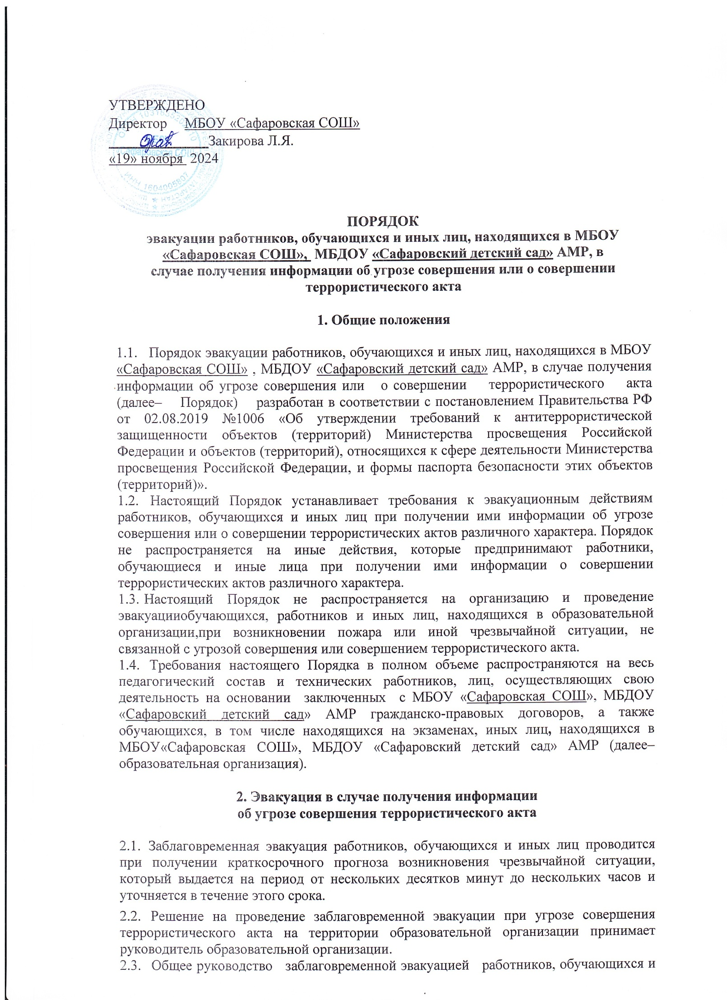 УТВЕРЖДЕНО
Директор МБОУ «Сафаровская СОШ»
Закирова Л.Я.
«19» ноября 2024
«Сафаровская СОШ»
ИНН 1604005807
ПОРЯДОК
эвакуации работников, обучающихся и иных лиц, находящихся в МБОУ
«Сафаровская СОШ», МБДОУ «Сафаровский детский сад» АМР, в
случае получения информации об угрозе совершения или о совершении
террористического акта
1. Общие положения
1.1. Порядок эвакуации работников, обучающихся и иных лиц, находящихся в МБОУ
«Сафаровская СОШ» , МБДОУ «Сафаровский детский сад» АМР, в случае получения
информации об угрозе совершения или о совершении террористического акта
(далее– Порядок) разработан в соответствии с постановлением Правительства РФ
от 02.08.2019 №1006 «Об утверждении требований к антитеррористической
защищенности объектов (территорий) Министерства просвещения Российской
Федерации и объектов (территорий), относящихся к сфере деятельности Министерства
просвещения Российской Федерации, и формы паспорта безопасности этих объектов
(территорий)».
1.2. Настоящий Порядок устанавливает требования к эвакуационным действиям
работников, обучающихся и иных лиц при получении ими информации об угрозе
совершения или о совершении террористических актов различного характера. Порядок
не распространяется на иные действия, которые предпринимают работники,
обучающиеся и иные лица при получении ими информации о совершении
террористических актов различного характера.
1.3. Настоящий Порядок не распространяется на организацию и проведение
эвакуацииобучающихся, работников и иных лиц, находящихся в образовательной
организации,при возникновении пожара или иной чрезвычайной ситуации, не
связанной с угрозой совершения или совершением террористического акта.
1.4. Требования настоящего Порядка в полном объеме распространяются на весь
педагогический состав и технических работников, лиц, осуществляющих свою
деятельность на основании заключенных с МБОУ «Сафаровская СОШ», МБДОУ
«Сафаровский детский сад» АМР гражданско-правовых договоров, а также
обучающихся, в том числе находящихся на экзаменах, иных лиц, находящихся в
МБОУ«Сафаровская СОШ», МБДОУ «Сафаровский детский сад» АМР (далее–
образовательная организация).
2. Эвакуация в случае получения информации
об угрозе совершения террористического акта
2.1. Заблаговременная эвакуация работников, обучающихся и иных лиц проводится
при получении краткосрочного прогноза возникновения чрезвычайной ситуации,
который выдается на период от нескольких десятков минут до нескольких часов и
уточняется в течение этого срока.
2.2. Решение на проведение заблаговременной эвакуации при угрозе совершения
террористического акта на территории образовательной организации принимает
руководитель образовательной организации.
2.3. Общее руководство заблаговременной эвакуацией работников, обучающихся и